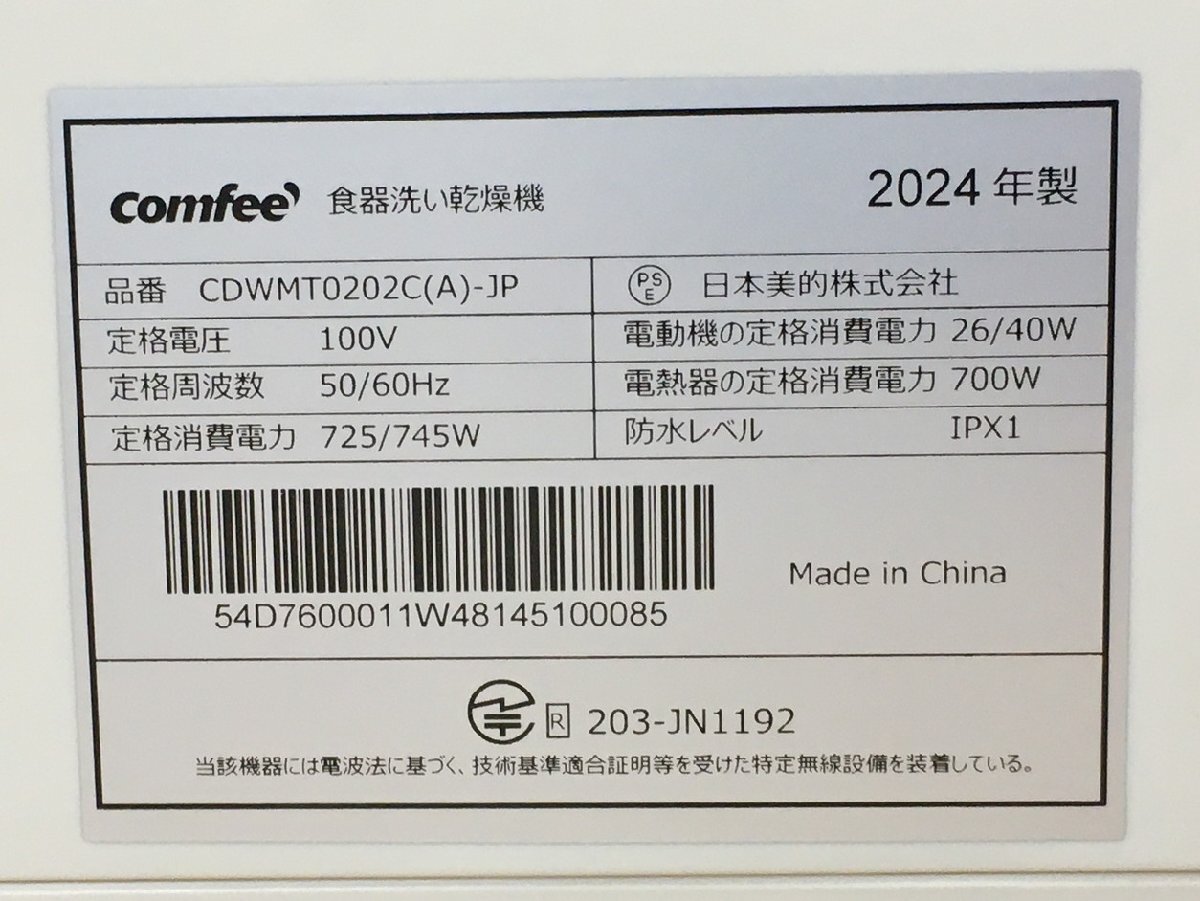 comfee' 食器洗い乾燥機 2024 年製
品番 CDWMT0202C(A)-JP PSE 日本美的株式会社
定格電圧 100V 電動機の定格消費電力 26/40W
定格周波数 50/60Hz 電熱器の定格消費電力 700W
定格消費電力 725/745W 防水レベル IPX1
54D7600011W48145100085
Made in China
R 203-JN1192
当該機器には電波法に基づく、技術基準適合証明等を受けた特定無線設備を装着している。